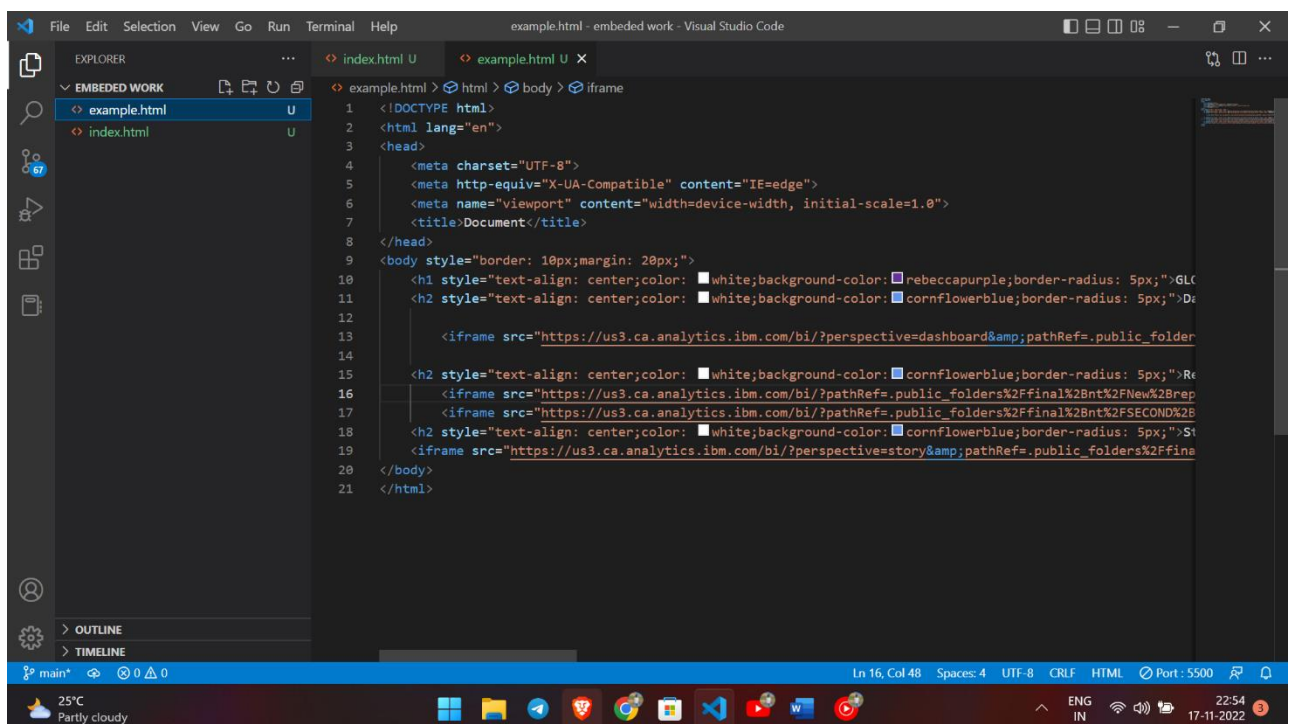 File Edit Selection View Go Run Terminal Help example.html - embeded work - Visual Studio Code
EXPLORER
index.html U example.html U
EMBEDED WORK
example.html > html > body > iframe
example.html U
index.html U
1 <!DOCTYPE html>
2 <html lang="en">
3 <head>
4 <meta charset="UTF-8">
5 <meta http-equiv="X-UA-Compatible" content="IE=edge">
6 <meta name="viewport" content="width=device-width, initial-scale=1.0">
7 <title>Document</title>
8 </head>
9 <body style="border: 10px;margin: 20px;">
10 <h1 style="text-align: center;color: white;background-color: rebeccapurple;border-radius: 5px;">GLO
11 <h2 style="text-align: center;color: white;background-color: cornflowerblue;border-radius: 5px;">Da
12
13 <iframe src="https://us3.ca.analytics.ibm.com/bi/?perspective=dashboard&amp;pathRef=.public_folder
14
15 <h2 style="text-align: center;color: white;background-color: cornflowerblue;border-radius: 5px;">Re
16 <iframe src="https://us3.ca.analytics.ibm.com/bi/?pathRef=.public_folders%2Ffinal%2Bnt%2FNew%2Brep
17 <iframe src="https://us3.ca.analytics.ibm.com/bi/?pathRef=.public_folders%2Ffinal%2Bnt%2FSECOND%2B
18 <h2 style="text-align: center;color: white;background-color: cornflowerblue;border-radius: 5px;">St
19 <iframe src="https://us3.ca.analytics.ibm.com/bi/?perspective=story&amp;pathRef=.public_folders%2Ffina
20 </body>
21 </html>
67
OUTLINE
TIMELINE
main* 0 0 Ln 16, Col 48 Spaces: 4 UTF-8 CRLF HTML Port : 5500
25°C
Partly cloudy
ENG
IN
22:54
17-11-2022
3